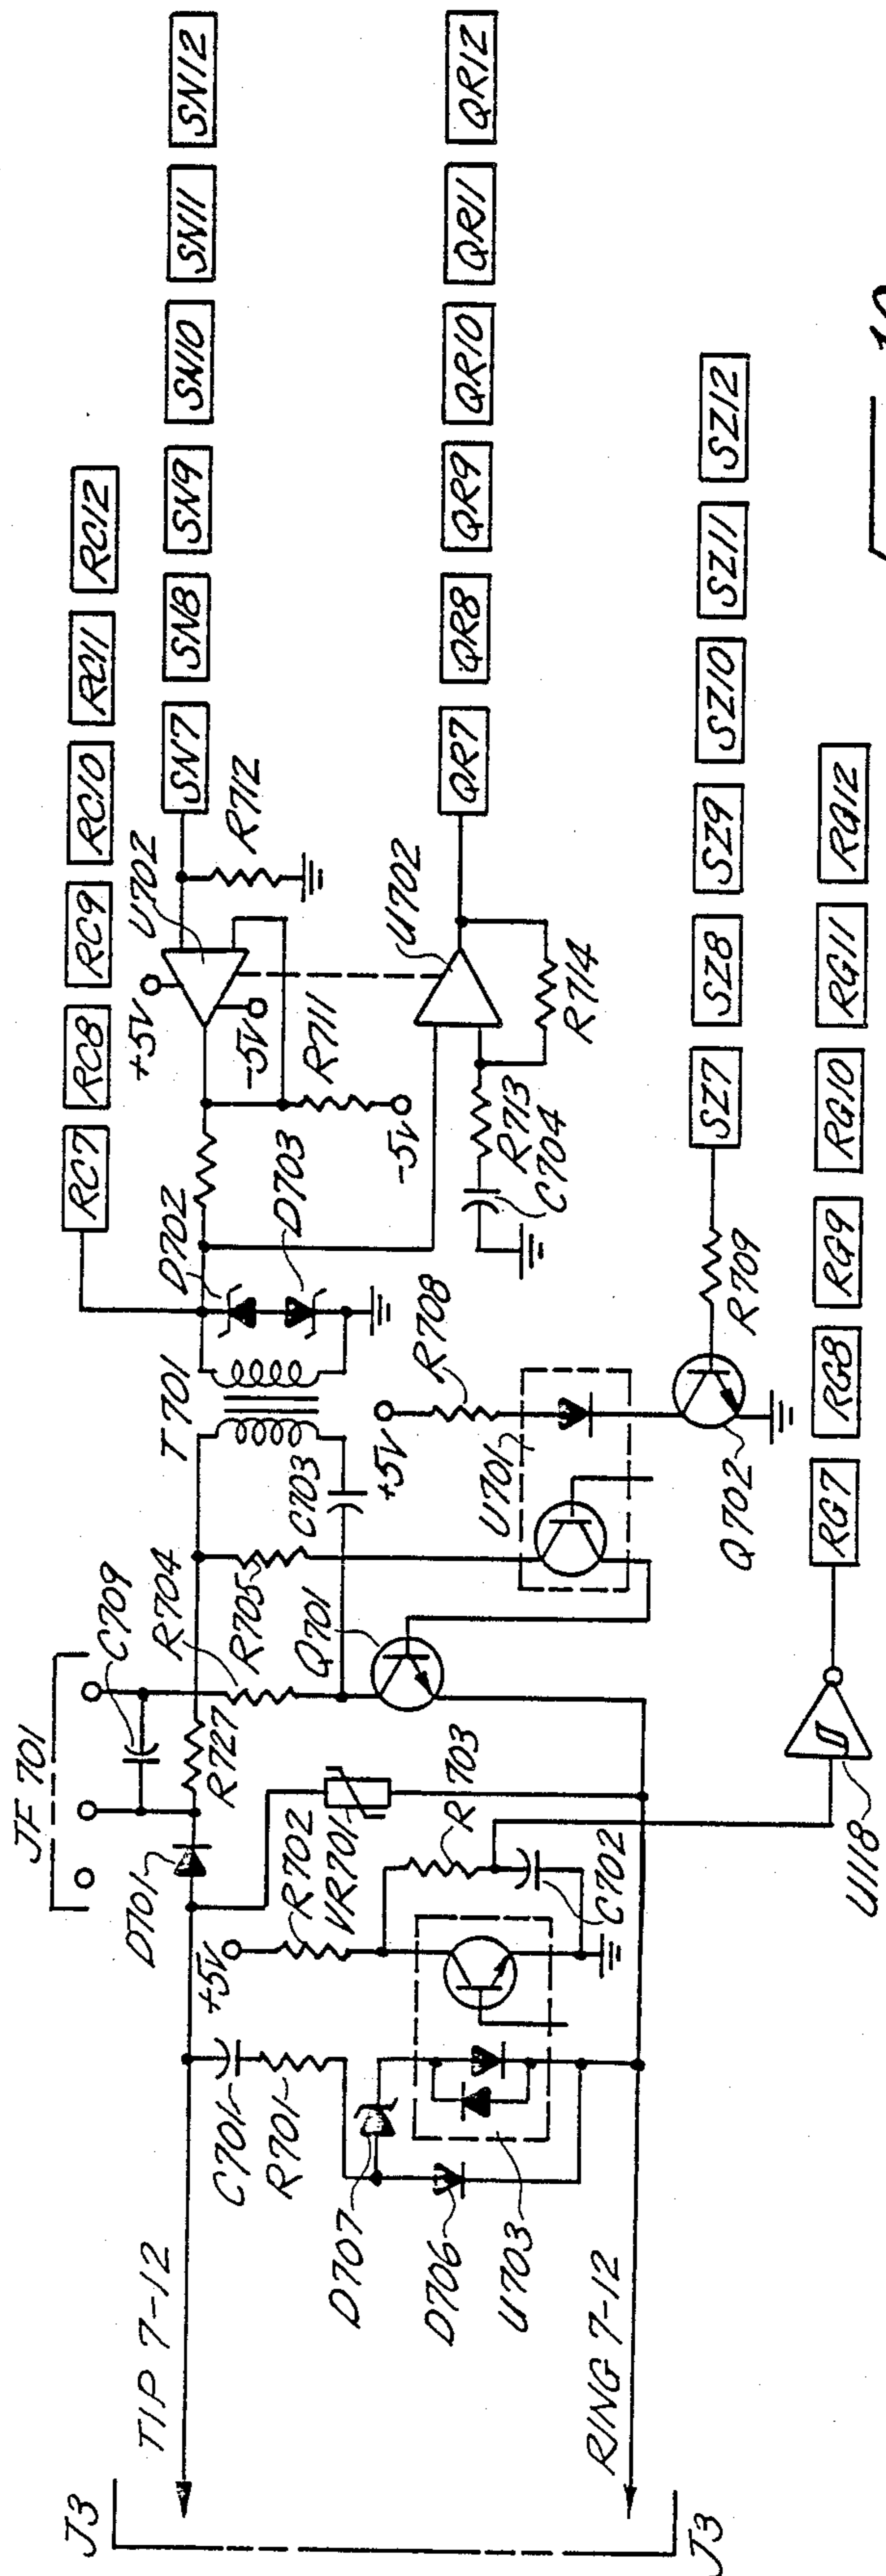 J3
TIP 7-12
RING 7-12
J3
JF 701
C709
D701
R727
R704
R705
T701
C703
Q701
+5V
R702
VR701
R703
C702
C701
R701
D707
D706
U703
U118
RC7 RC8 RC9 RC10 RC11 RC12
D702
D703
+5V
-5V
U702
R711
-5V
R712
SN7 SN8 SN9 SN10 SN11 SN12
U702
R713
C704
R714
QR7 QR8 QR9 QR10 QR11 QR12
+5V
R708
U701
Q702
R709
SZ7 SZ8 SZ9 SZ10 SZ11 SZ12
RG7 RG8 RG9 RG10 RG11 RG12